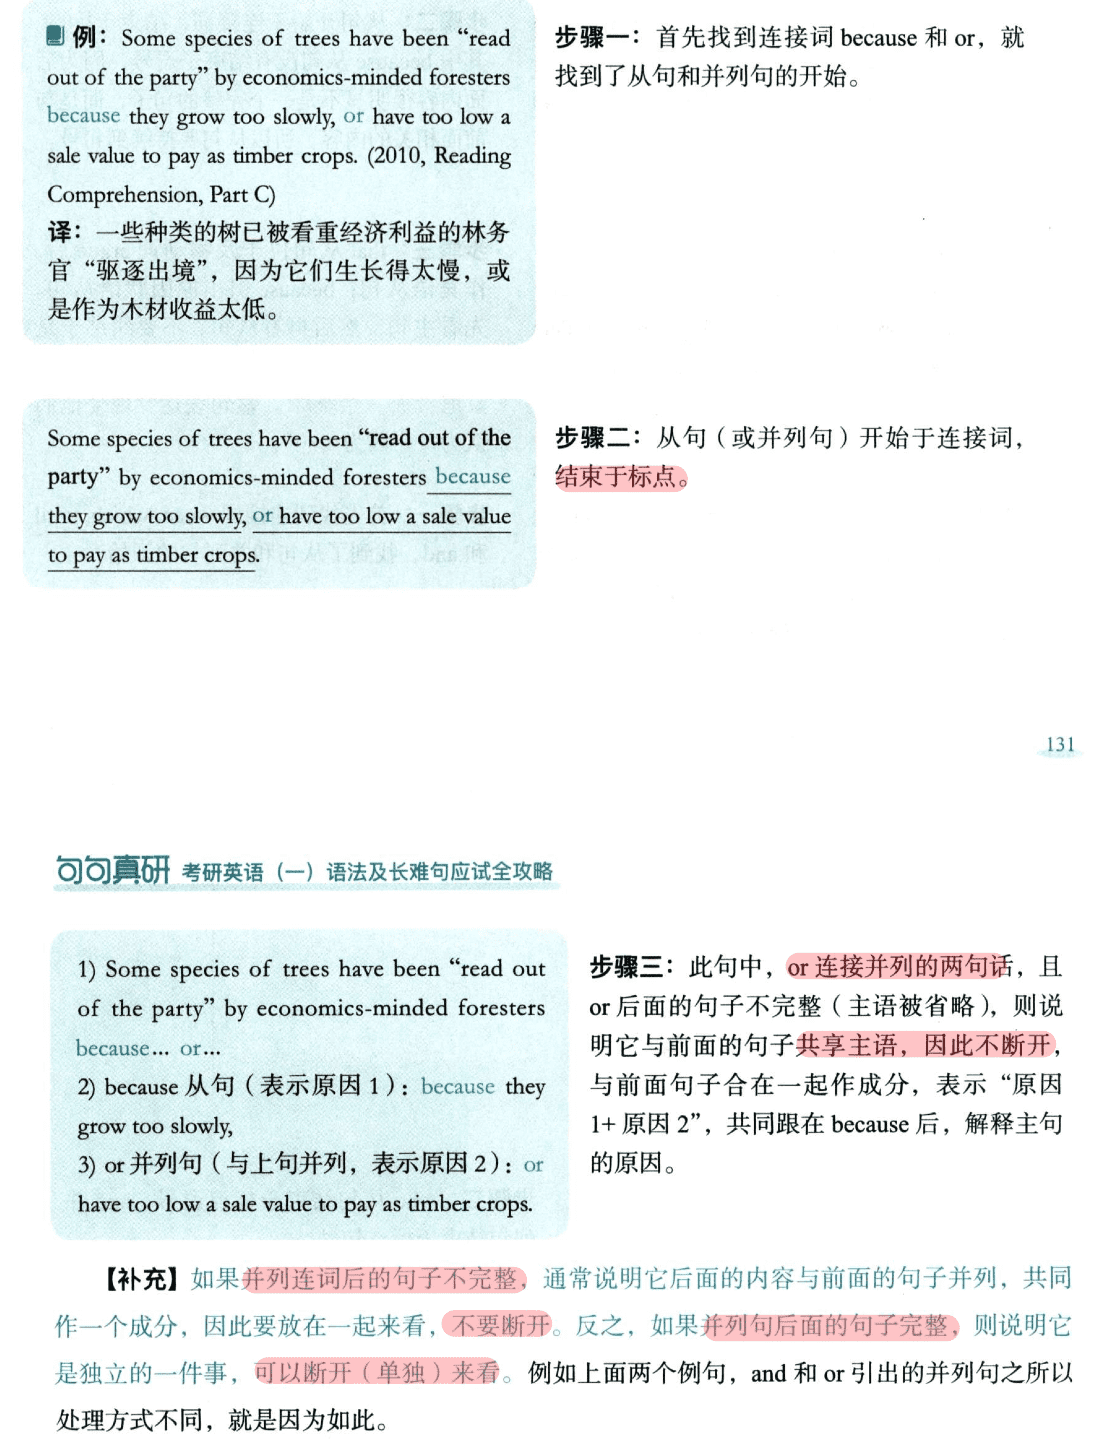 例：Some species of trees have been “read
out of the party” by economics-minded foresters
because they grow too slowly, or have too low a
sale value to pay as timber crops. (2010, Reading
Comprehension, Part C)
译：一些种类的树已被看重经济利益的林务
官“驱逐出境”，因为它们生长得太慢，或
是作为木材收益太低。
步骤一：首先找到连接词 because 和 or，就
找到了从句和并列句的开始。
Some species of trees have been “read out of the
party” by economics-minded foresters because
they grow too slowly, or have too low a sale value
to pay as timber crops.
步骤二：从句（或并列句）开始于连接词，
结束于标点。
131
句句真研 考研英语（一）语法及长难句应试全攻略
1) Some species of trees have been “read out
of the party” by economics-minded foresters
because... or...
2) because 从句（表示原因 1）：because they
grow too slowly,
3) or 并列句（与上句并列，表示原因 2）：or
have too low a sale value to pay as timber crops.
步骤三：此句中，or 连接并列的两句话，且
or 后面的句子不完整（主语被省略），则说
明它与前面的句子共享主语，因此不断开，
与前面句子合在一起作成分，表示“原因
1+ 原因 2”，共同跟在 because 后，解释主句
的原因。
【补充】如果并列连词后的句子不完整，通常说明它后面的内容与前面的句子并列，共同
作一个成分，因此要放在一起来看，不要断开。反之，如果并列句后面的句子完整，则说明它
是独立的一件事，可以断开（单独）来看。例如上面两个例句，and 和 or 引出的并列句之所以
处理方式不同，就是因为如此。